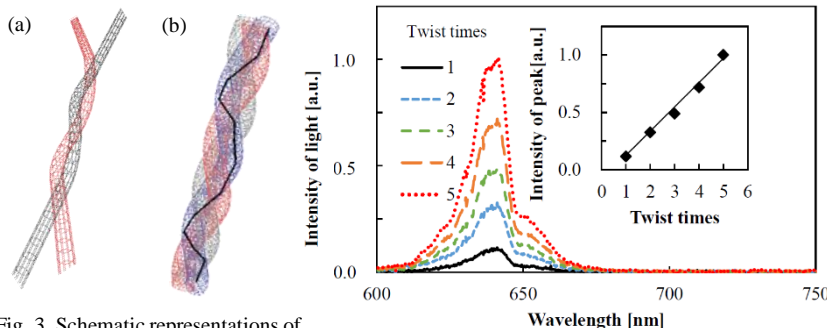 (a)
(b)
Fig. 3 Schematic representations of
Intensity of light [a.u.]
1.0
0.5
0.0
600
650
700
750
Wavelength [nm]
Twist times
1
2
3
4
5
Intensity of peak[a.u.]
1.0
0.5
0.0
0 1 2 3 4 5 6
Twist times